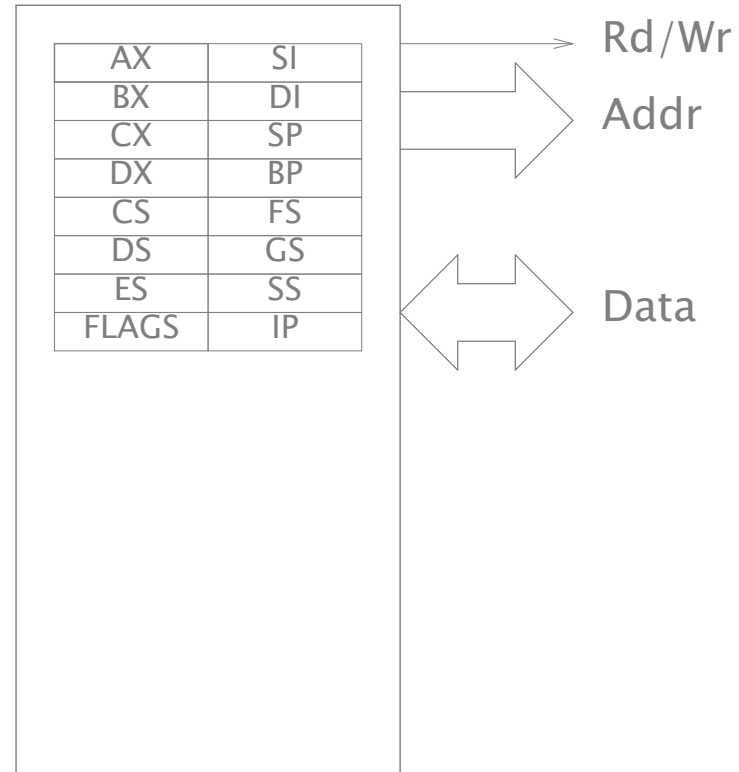 Rd/Wr
AX SI
BX DI
Addr
CX SP
DX BP
CS FS
DS GS
ES SS
Data
FLAGS IP